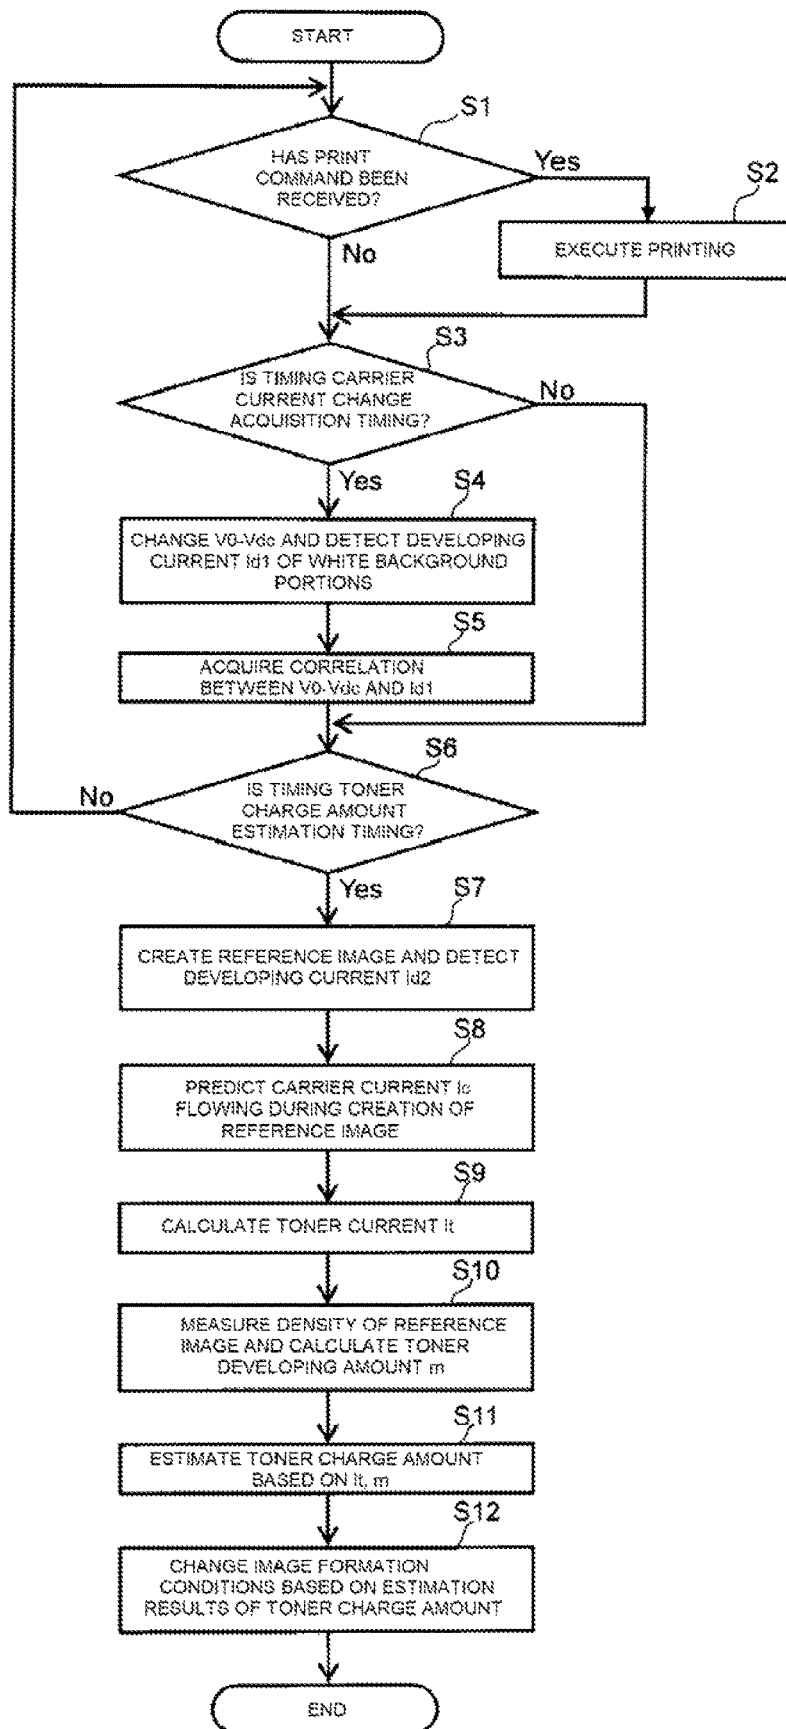 START
S1
HAS PRINT
COMMAND BEEN
RECEIVED?
Yes
S2
EXECUTE PRINTING
No
S3
IS TIMING CARRIER
CURRENT CHANGE
ACQUISITION TIMING?
No
Yes
S4
CHANGE V0-Vdc AND DETECT DEVELOPING
CURRENT Id1 OF WHITE BACKGROUND
PORTIONS
S5
ACQUIRE CORRELATION
BETWEEN V0-Vdc AND Id1
S6
IS TIMING TONER
CHARGE AMOUNT
ESTIMATION TIMING?
No
Yes
S7
CREATE REFERENCE IMAGE AND DETECT
DEVELOPING CURRENT Id2
S8
PREDICT CARRIER CURRENT Ic
FLOWING DURING CREATION OF
REFERENCE IMAGE
S9
CALCULATE TONER CURRENT It
S10
MEASURE DENSITY OF REFERENCE
IMAGE AND CALCULATE TONER
DEVELOPING AMOUNT m
S11
ESTIMATE TONER CHARGE AMOUNT
BASED ON It, m
S12
CHANGE IMAGE FORMATION
CONDITIONS BASED ON ESTIMATION
RESULTS OF TONER CHARGE AMOUNT
END